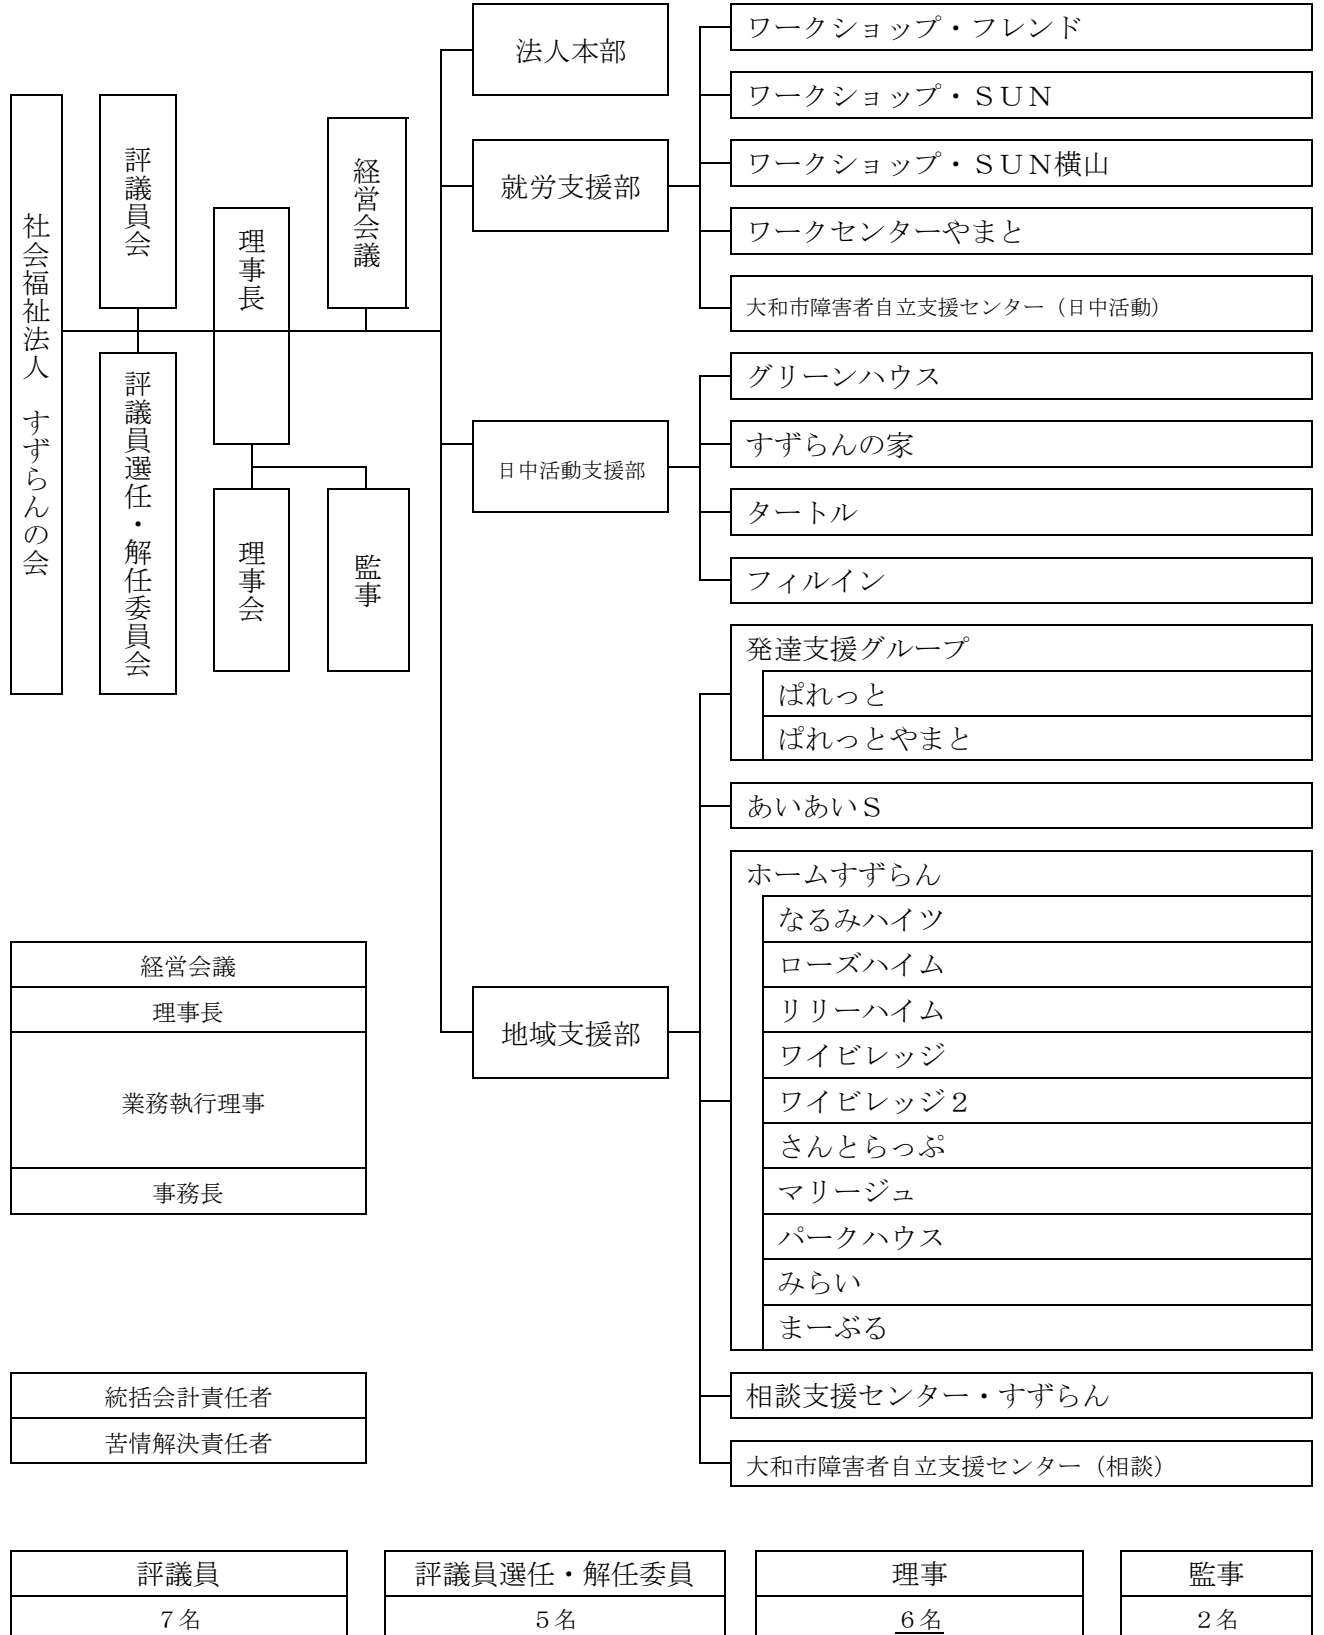 社会福祉法人　すずらんの会
評議員会
評議員選任・解任委員会
理事長
理事会
監事
経営会議
法人本部
就労支援部
ワークショップ・フレンド
ワークショップ・ＳＵＮ
ワークショップ・ＳＵＮ横山
ワークセンターやまと
大和市障害者自立支援センター（日中活動）
日中活動支援部
グリーンハウス
すずらんの家
タートル
フィルイン
地域支援部
発達支援グループ
ぱれっと
ぱれっとやまと
あいあいＳ
ホームすずらん
なるみハイツ
ローズハイム
リリーハイム
ワイビレッジ
ワイビレッジ２
さんとらっぷ
マリージュ
パークハウス
みらい
まーぶる
相談支援センター・すずらん
大和市障害者自立支援センター（相談）
経営会議
理事長
業務執行理事
事務長
統括会計責任者
苦情解決責任者
評議員
７名
評議員選任・解任委員
５名
理事
６名
監事
２名